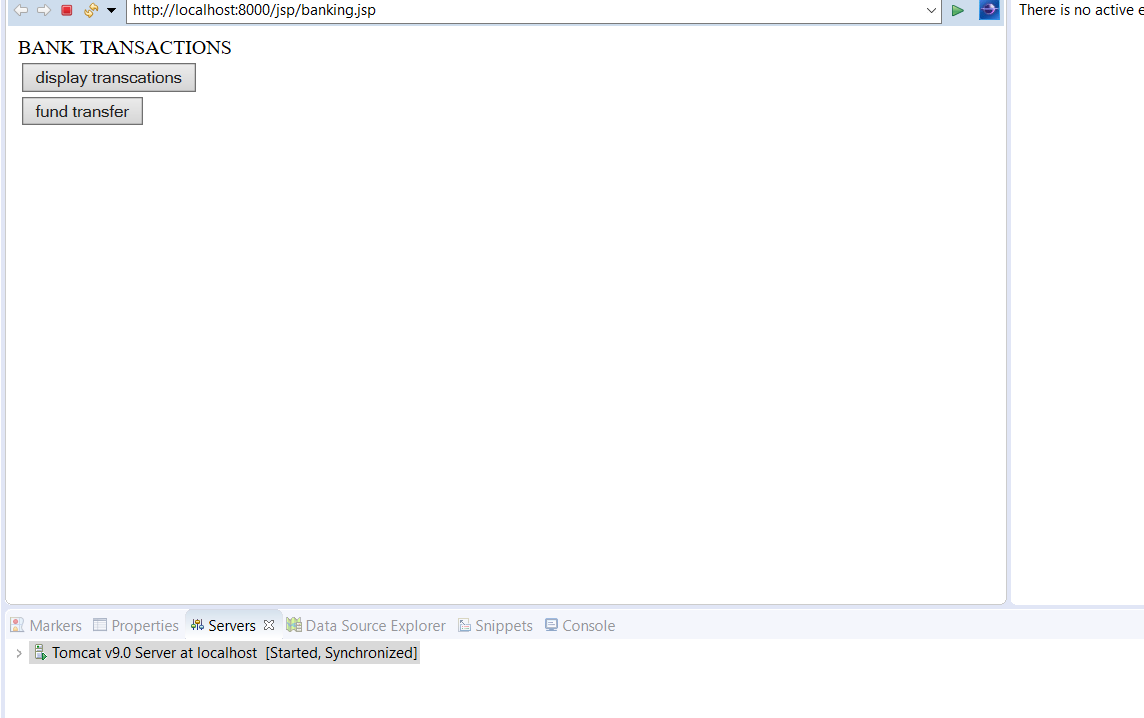 http://localhost:8000/jsp/banking.jsp
There is no active e
BANK TRANSACTIONS
display transcations
fund transfer
Markers Properties Servers Data Source Explorer Snippets Console
Tomcat v9.0 Server at localhost [Started, Synchronized]